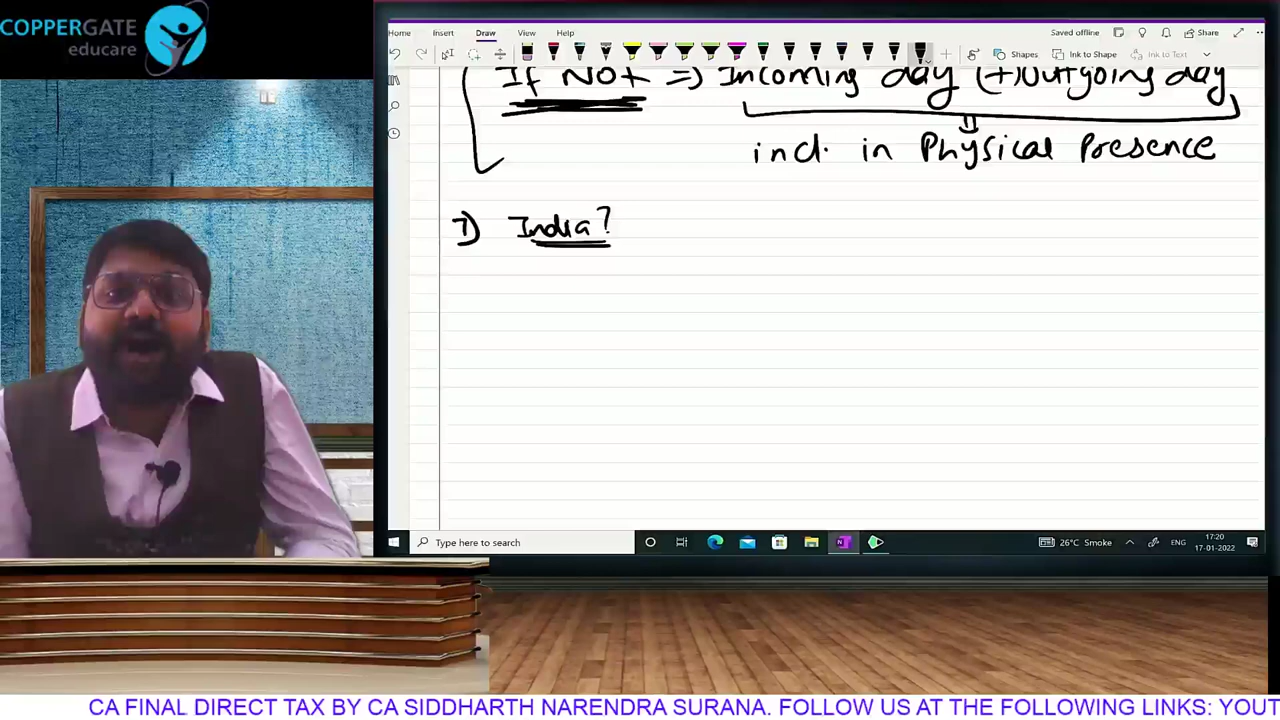 COPPERGATE
educare
Home Insert Draw View Help
Saved offline
Share
Shapes
Ink to Shape
Ink to Text
If Not => Incoming day (+) Outgoing day
incl. in Physical Presence
1) India?
Type here to search
26°C Smoke
ENG
17:20
17-01-2022
CA FINAL DIRECT TAX BY CA SIDDHARTH NARENDRA SURANA. FOLLOW US AT THE FOLLOWING LINKS: YOUT